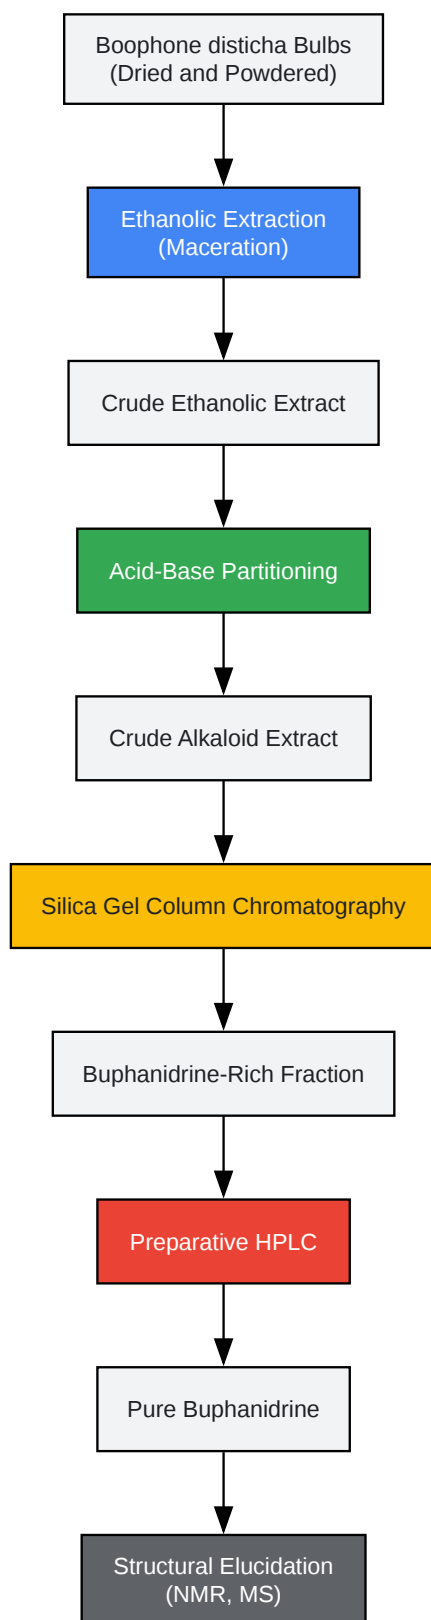 Boophone disticha Bulbs
(Dried and Powdered)
Ethanolic Extraction
(Maceration)
Crude Ethanolic Extract
Acid-Base Partitioning
Crude Alkaloid Extract
Silica Gel Column Chromatography
Buphanidrine-Rich Fraction
Preparative HPLC
Pure Buphanidrine
Structural Elucidation
(NMR, MS)